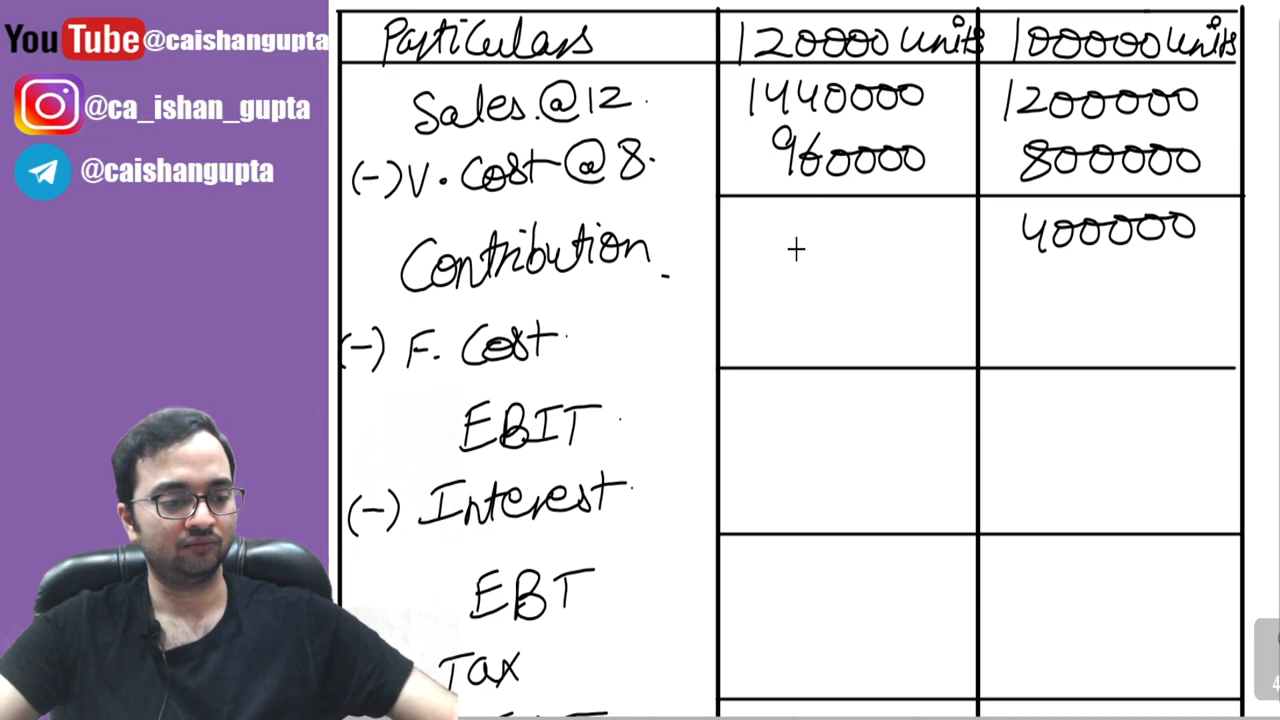 YouTube @caishangupta
@ca_ishan_gupta
@caishangupta
Particulars 120000 units 100000 units
Sales @ 12 1440000 1200000
(-) V. Cost @ 8. 960000 800000
Contribution 400000
(-) F. Cost
EBIT
(-) Interest
EBT
Tax
4